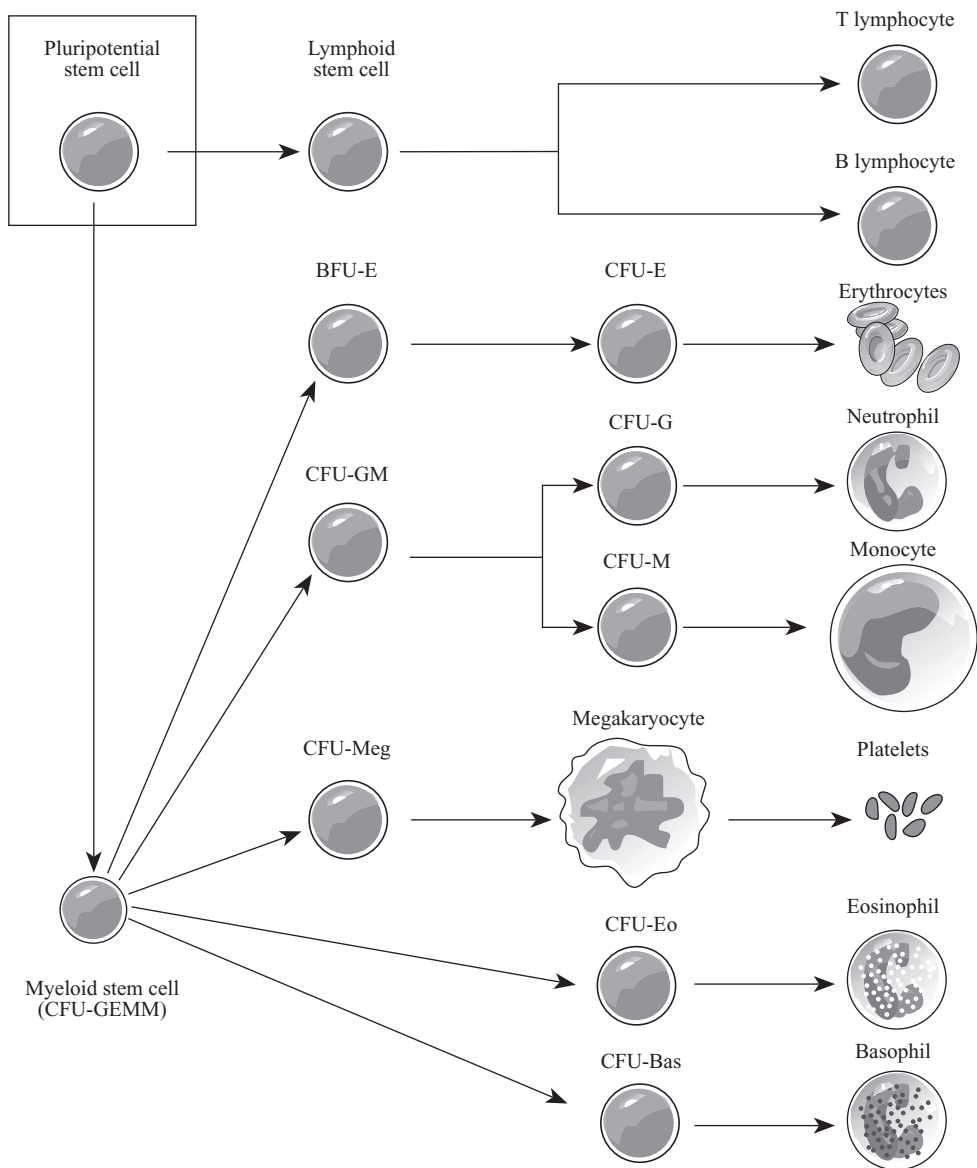 Pluripotential
stem cell
Lymphoid
stem cell
T lymphocyte
B lymphocyte
BFU-E
CFU-E
Erythrocytes
CFU-GM
CFU-G
Neutrophil
CFU-M
Monocyte
CFU-Meg
Megakaryocyte
Platelets
Myeloid stem cell
(CFU-GEMM)
CFU-Eo
Eosinophil
CFU-Bas
Basophil